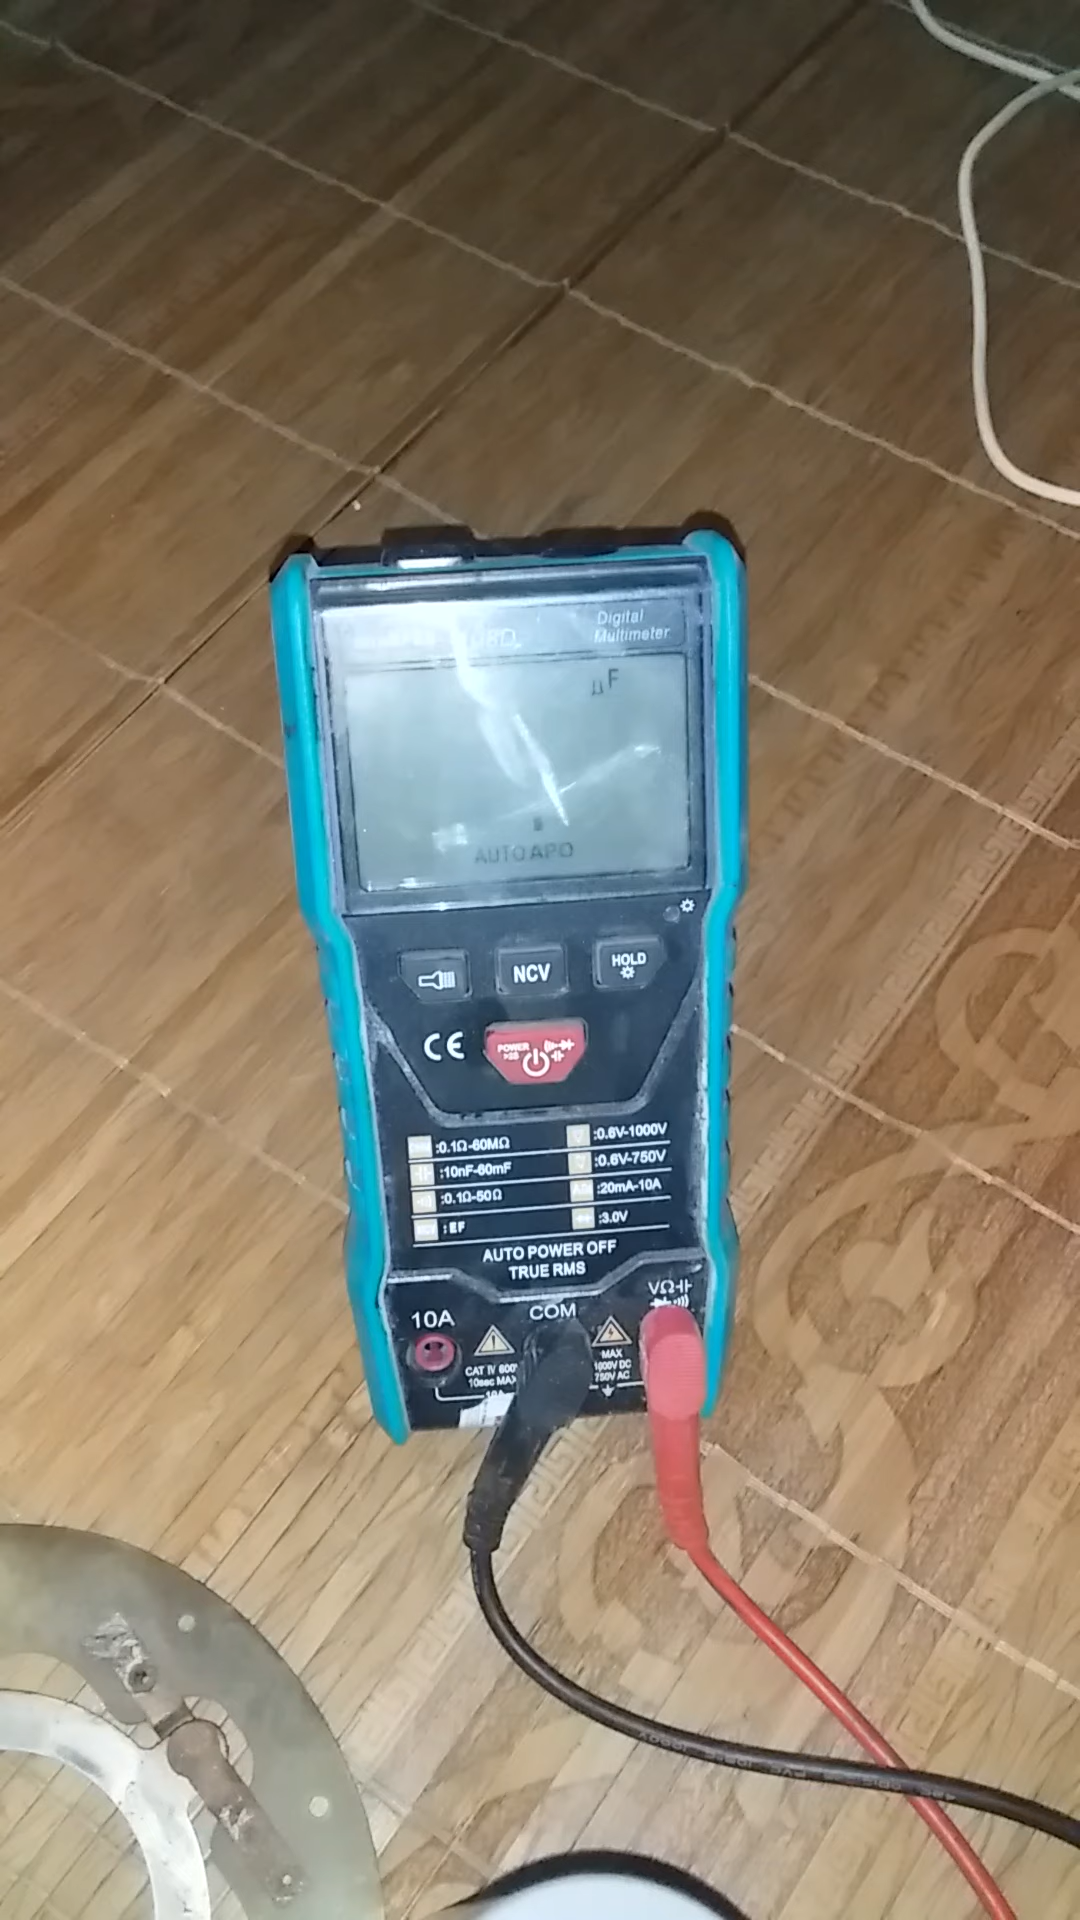 Digital
Multimeter
µF
AUTO APO
NCV
HOLD
CE
POWER
:0.1Ω-60MΩ
:0.6V-1000V
:10nF-60mF
:0.6V-750V
:0.1Ω-50Ω
:20mA-10A
:EF
:3.0V
AUTO POWER OFF
TRUE RMS
10A
COM
VΩ
CAT IV 600V
10sec MAX
MAX
1000V DC
750V AC